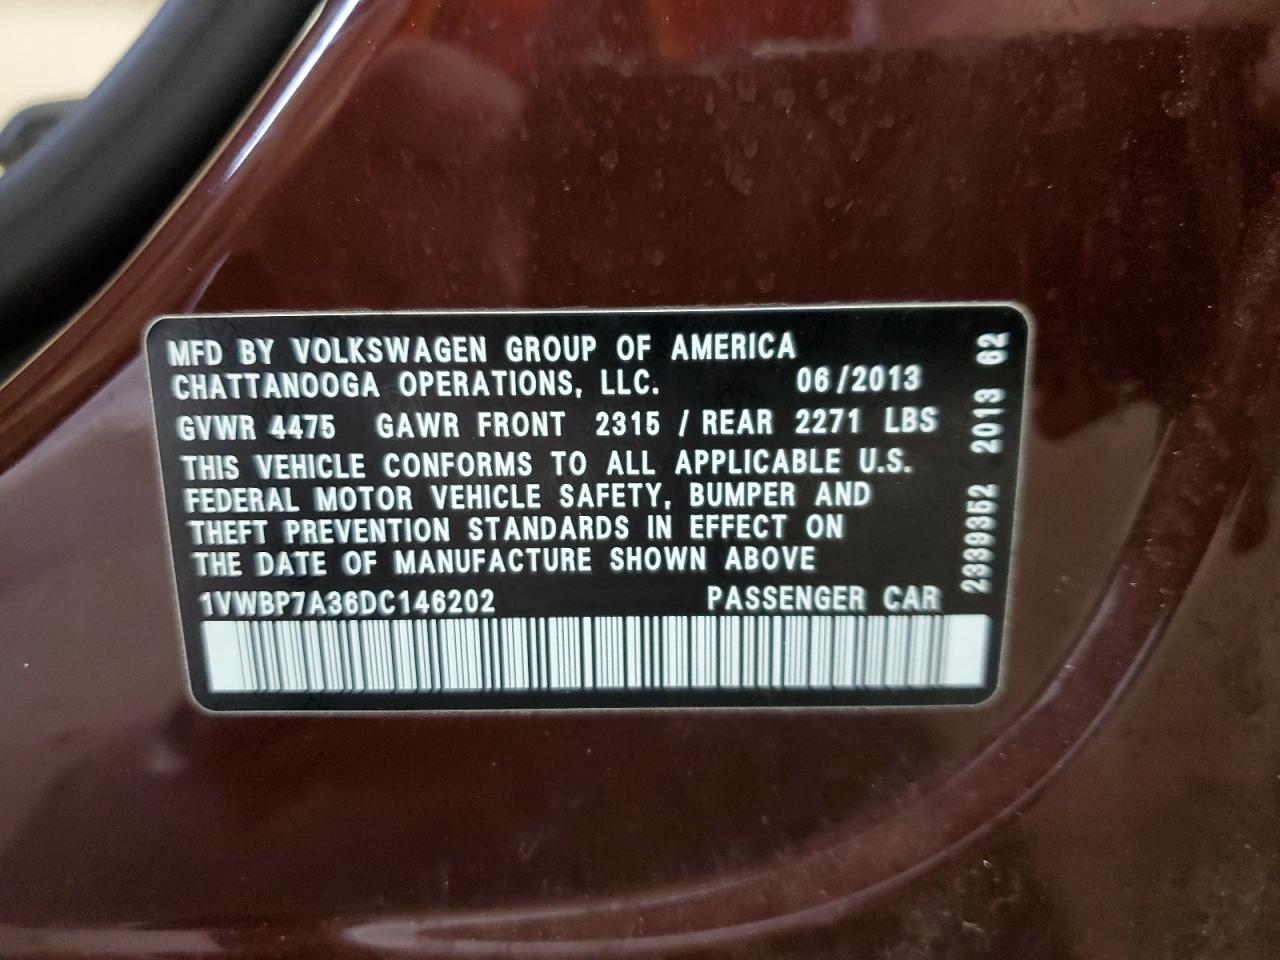 MFD BY VOLKSWAGEN GROUP OF AMERICA
CHATTANOOGA OPERATIONS, LLC. 06/2013
GVWR 4475 GAWR FRONT 2315 / REAR 2271 LBS
THIS VEHICLE CONFORMS TO ALL APPLICABLE U.S.
FEDERAL MOTOR VEHICLE SAFETY, BUMPER AND
THEFT PREVENTION STANDARDS IN EFFECT ON
THE DATE OF MANUFACTURE SHOWN ABOVE
1VWBP7A36DC146202 PASSENGER CAR
2339352 2013 62